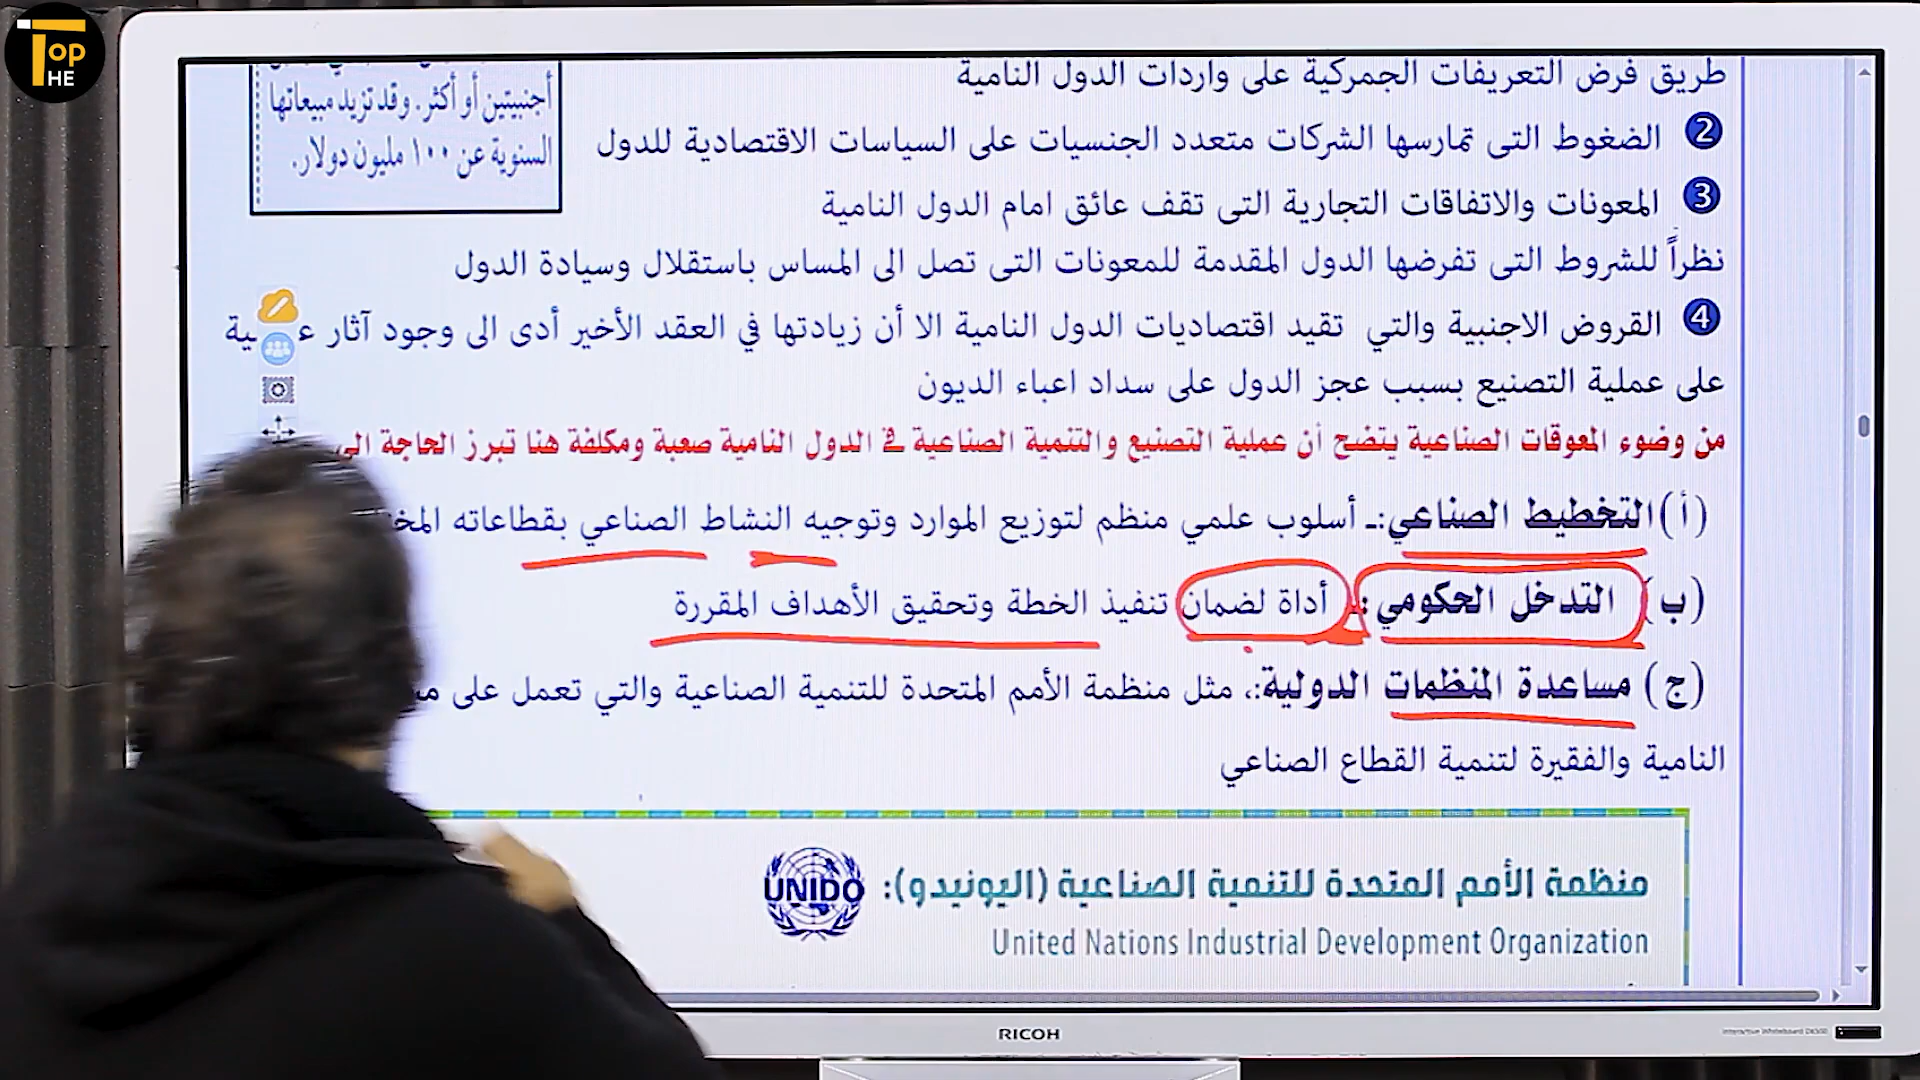 TOP
THE
أجنبيتين أو أكثر. وقد تزيد مبيعاتها
السنوية عن ١٠٠ مليون دولار.
طريق فرض التعريفات الجمركية على واردات الدول النامية
2 الضغوط التى تمارسها الشركات متعدد الجنسيات على السياسات الاقتصادية للدول
3 المعونات والاتفاقات التجارية التى تقف عائق امام الدول النامية
نظراً للشروط التى تفرضها الدول المقدمة للمعونات التى تصل الى المساس باستقلال وسيادة الدول
4 القروض الاجنبية والتي تقيد اقتصاديات الدول النامية الا أن زيادتها في العقد الأخير أدى الى وجود آثار
على عملية التصنيع بسبب عجز الدول على سداد اعباء الديون
من وضوء المعوقات الصناعية يتضح أن عملية التصنيع والتنمية الصناعية في الدول النامية صعبة ومكلفة هنا تبرز الحاجة الى
(أ) التخطيط الصناعي:ـ أسلوب علمي منظم لتوزيع الموارد وتوجيه النشاط الصناعي بقطاعاته
(ب) التدخل الحكومي :ـ أداة لضمان تنفيذ الخطة وتحقيق الأهداف المقررة
(ج) مساعدة المنظمات الدولية:. مثل منظمة الأمم المتحدة للتنمية الصناعية والتي تعمل على
النامية والفقيرة لتنمية القطاع الصناعي
منظمة الأمم المتحدة للتنمية الصناعية (اليونيدو):
UNIDO
United Nations Industrial Development Organization
RICOH